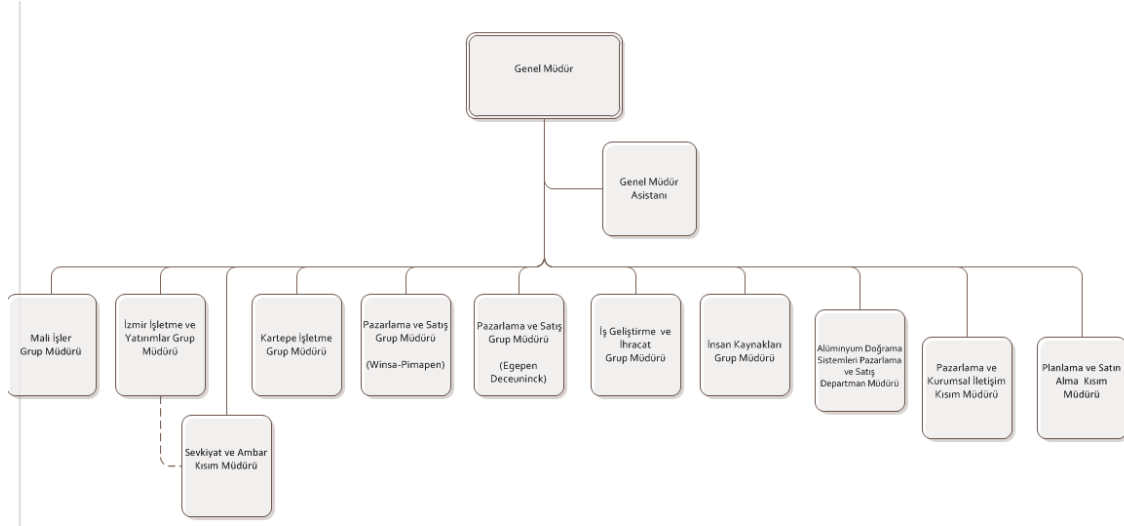 Genel Müdür
Genel Müdür
Asistanı
Mali İşler
Grup Müdürü
İzmir İşletme ve
Yatırımlar Grup
Müdürü
Kartepe İşletme
Grup Müdürü
Pazarlama ve Satış
Grup Müdürü
(Winsa-Pimapen)
Pazarlama ve Satış
Grup Müdürü
(Egepen
Deceuninck)
İş Geliştirme ve
İhracat
Grup Müdürü
İnsan Kaynakları
Grup Müdürü
Alüminyum Doğrama
Sistemleri Pazarlama
ve Satış
Departman Müdürü
Pazarlama ve
Kurumsal İletişim
Kısım Müdürü
Planlama ve Satın
Alma Kısım
Müdürü
Sevkiyat ve Ambar
Kısım Müdürü